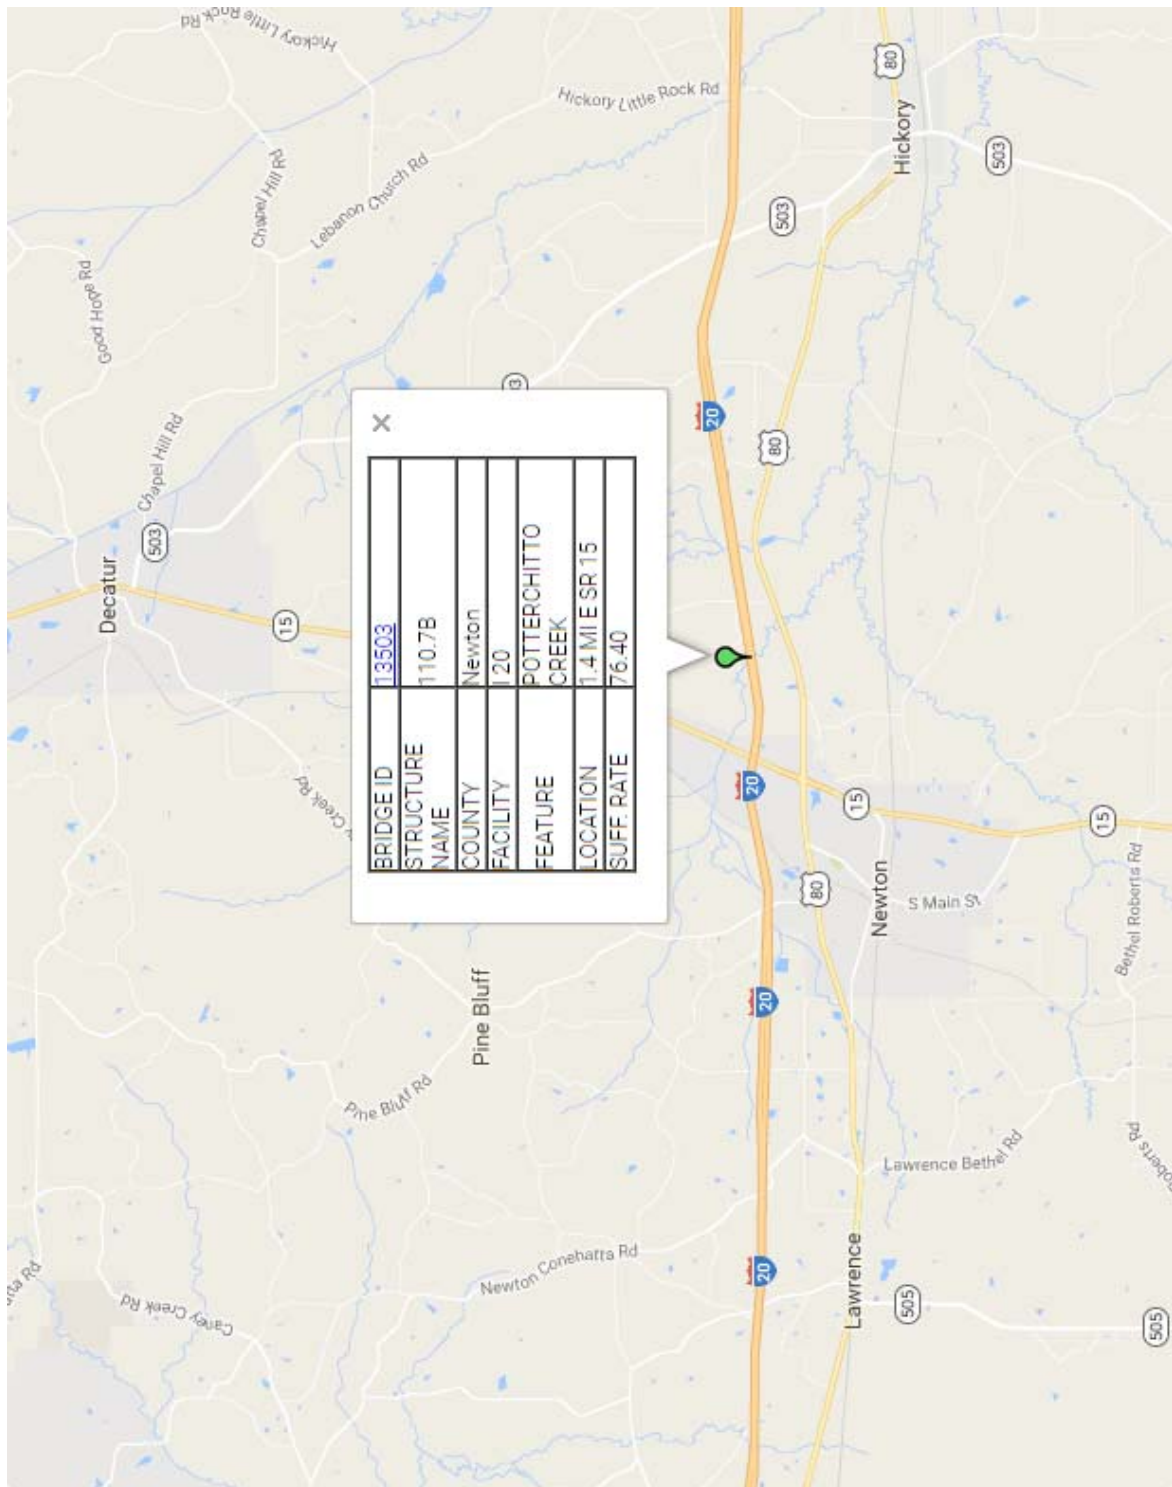 Good Hope Rd
Decatur
Caney Creek Rd
Chapel Hill Rd
503
Hickory Little Rock Rd
Chapel Hill Rd
15
Lebanon Church Rd
Pine Bluff Rd
Creek Rd
Pine Bluff
×
BRIDGE ID 13503
STRUCTURE
NAME 110.7B
COUNTY Newton
FACILITY I 20
FEATURE POTTERCHITTO
CREEK
LOCATION 1.4 MI E SR 15
SUFF. RATE 76.40
Newton Conehatta Rd
Hickory Little Rock Rd
20
20
20
20
503
80
80
80
15
Lawrence
Newton
Hickory
505
S Main St
Lawrence Bethel Rd
503
15
Bethel Roberts Rd
Roberts Rd
505